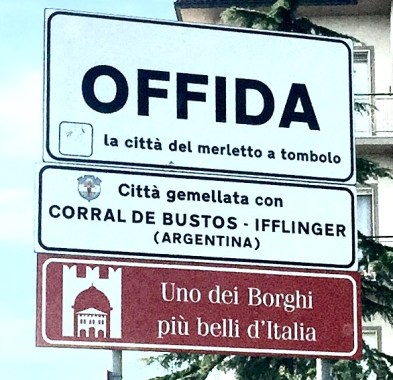 OFFIDA
la città del merletto a tombolo
Città gemellata con
CORRAL DE BUSTOS - IFFLINGER
(ARGENTINA)
Uno dei Borghi
più belli d'Italia